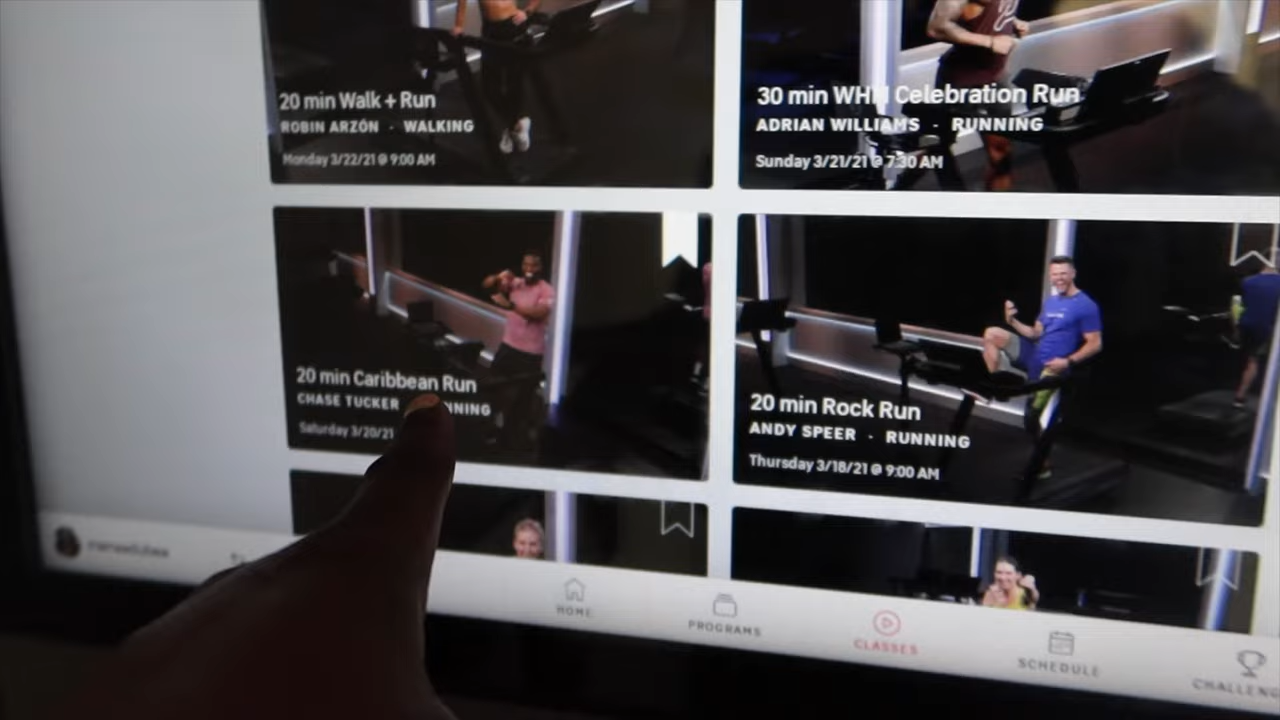 20 min Walk + Run
ROBIN ARZÓN · WALKING
Monday 3/22/21 @ 9:00 AM
30 min WHM Celebration Run
ADRIAN WILLIAMS · RUNNING
Sunday 3/21/21 @ 7:30 AM
20 min Caribbean Run
CHASE TUCKER NNING
Saturday 3/20/21
20 min Rock Run
ANDY SPEER · RUNNING
Thursday 3/18/21 @ 9:00 AM
HOME
PROGRAMS
CLASSES
SCHEDULE
CHALLENG